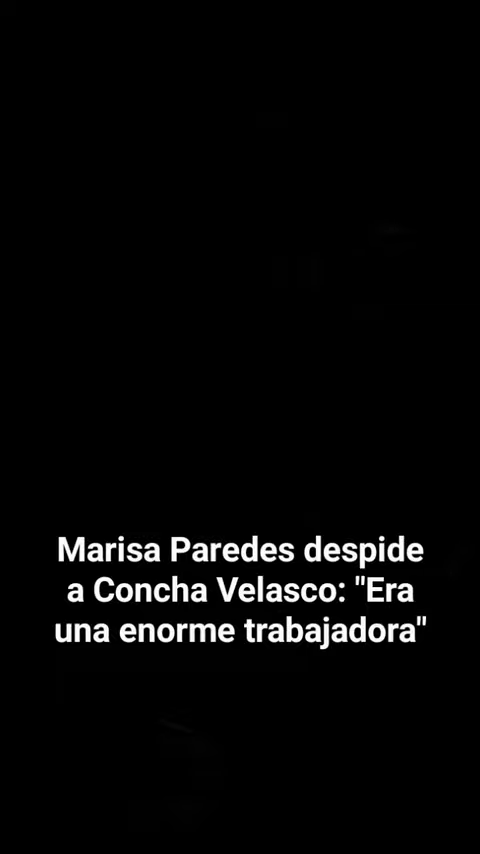 Marisa Paredes despide
a Concha Velasco: "Era
una enorme trabajadora"